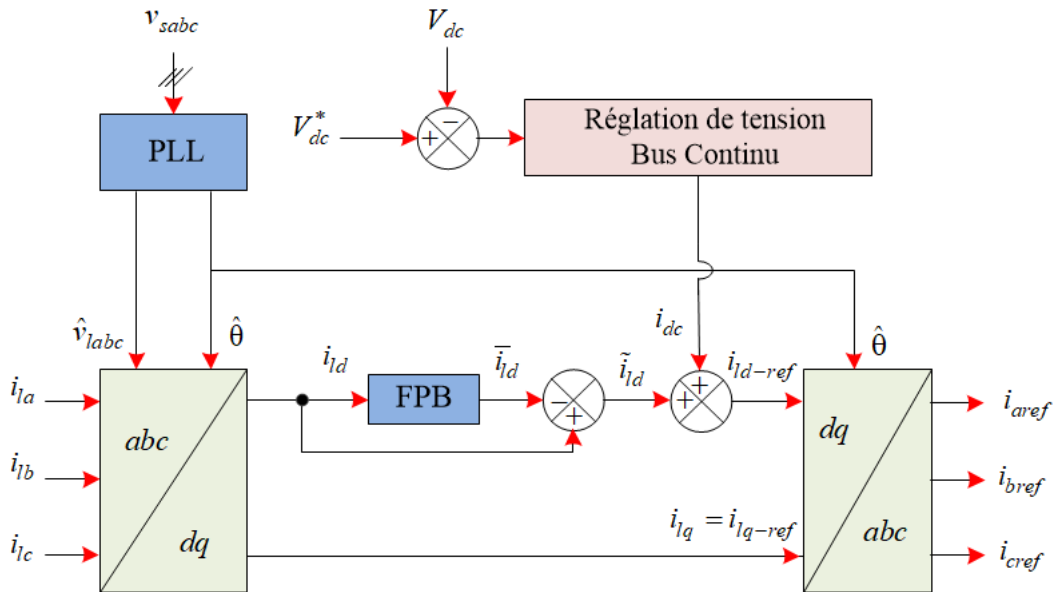 v_sabc
V_dc
V*_dc
+
−
PLL
Réglation de tension
Bus Continu
v̂_labc
θ̂
i_dc
θ̂
i_la
i_lb
i_lc
abc
dq
i_ld
FPB
i̅_ld
−
+
ĩ_ld
+
+
i_ld-ref
i_lq = i_lq-ref
dq
abc
i_aref
i_bref
i_cref